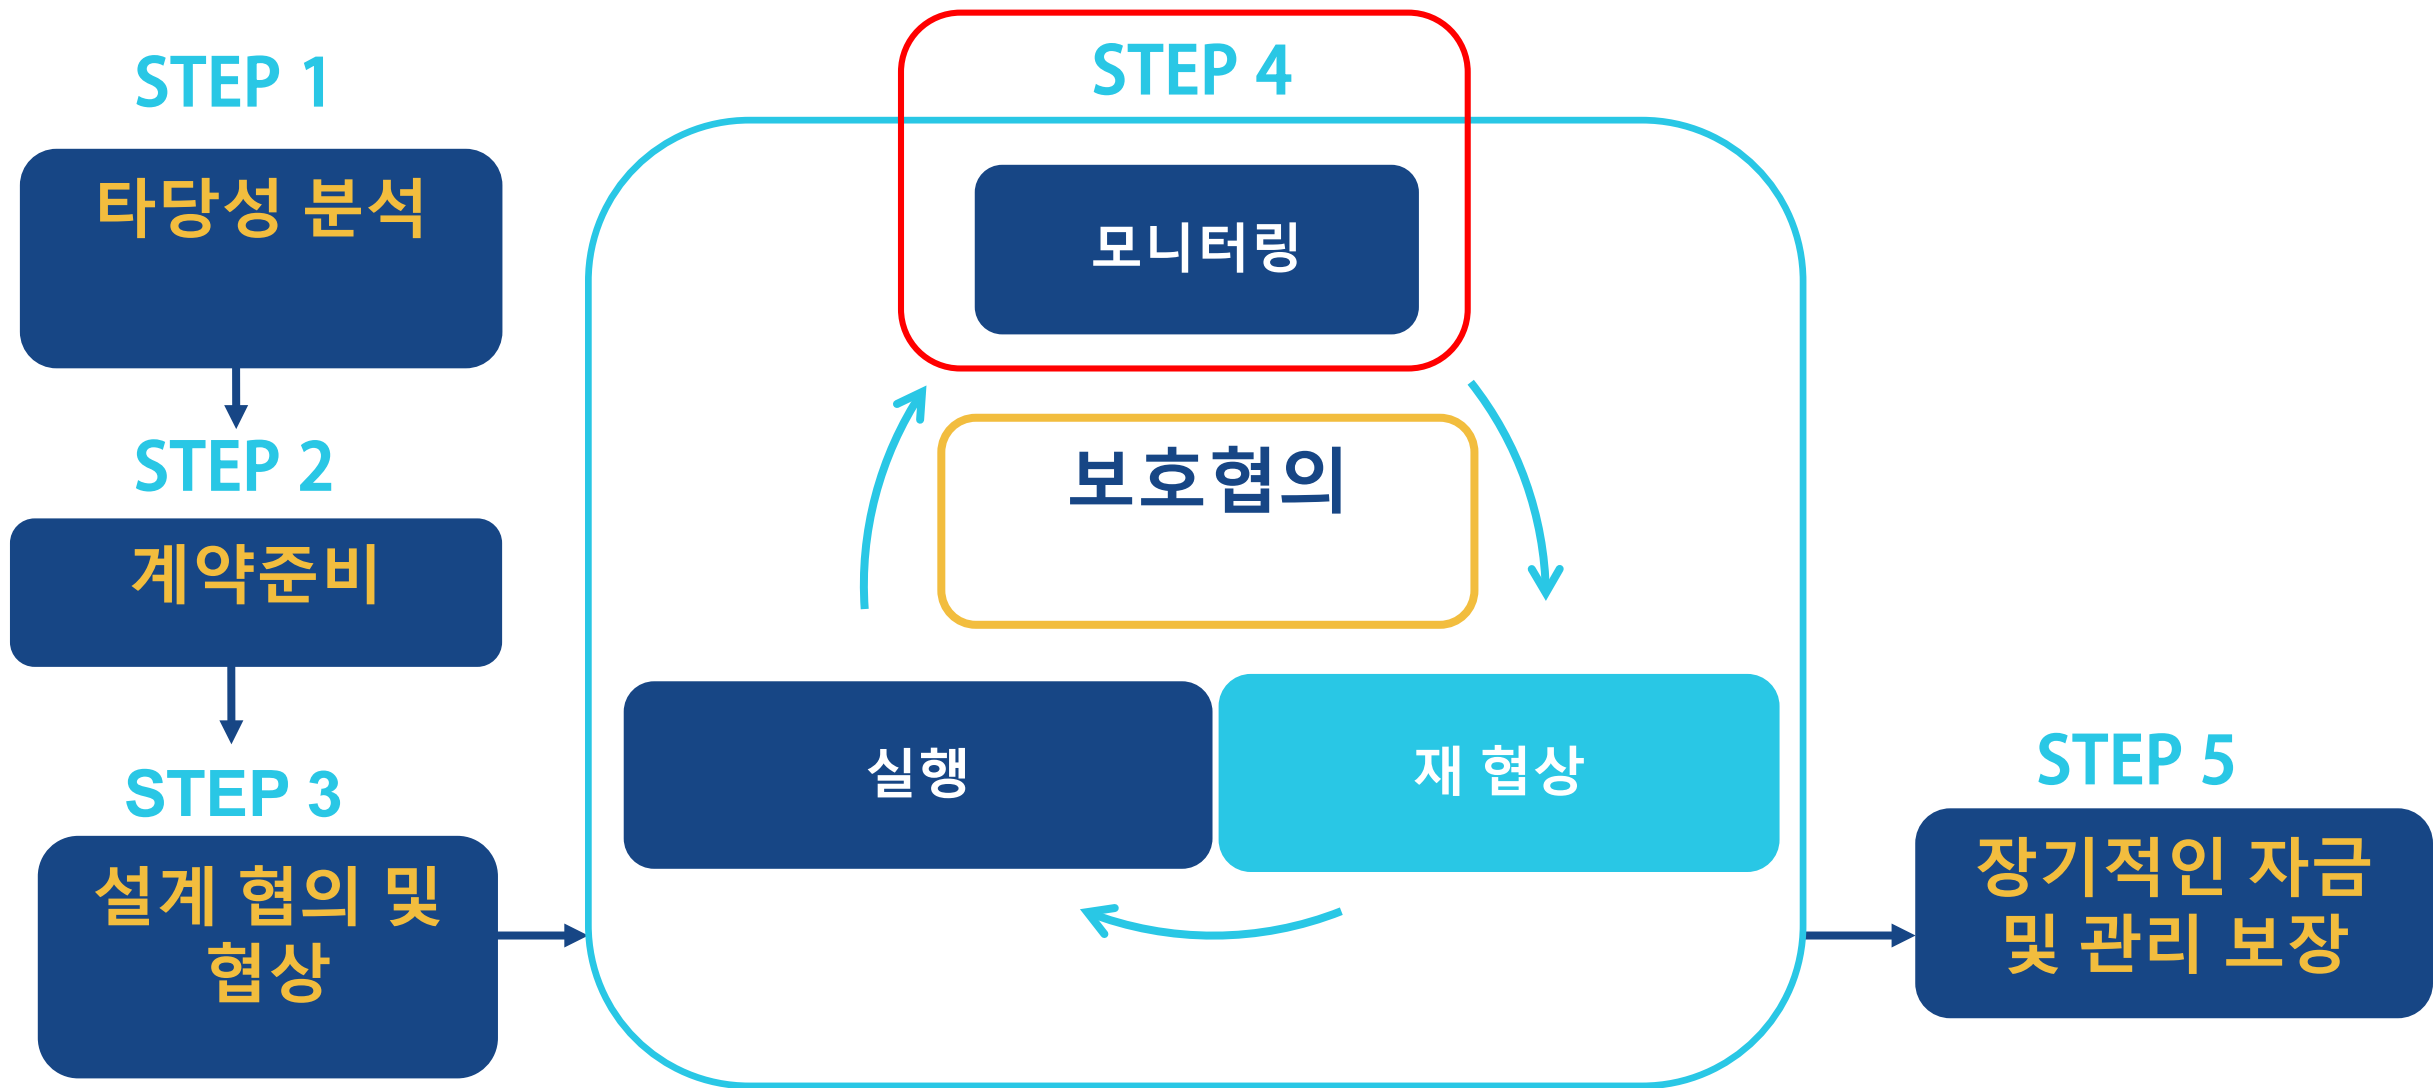 STEP 1
타당성 분석
STEP 2
계약준비
STEP 3
설계 협의 및
협상
STEP 4
모니터링
보호협의
실행
재 협상
STEP 5
장기적인 자금
및 관리 보장